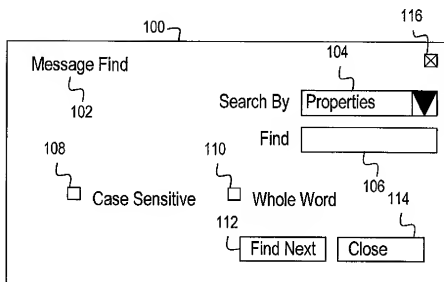 100
116
Message Find
104
102
Search By Properties
Find
108
110
106
Case Sensitive
Whole Word
114
112
Find Next
Close